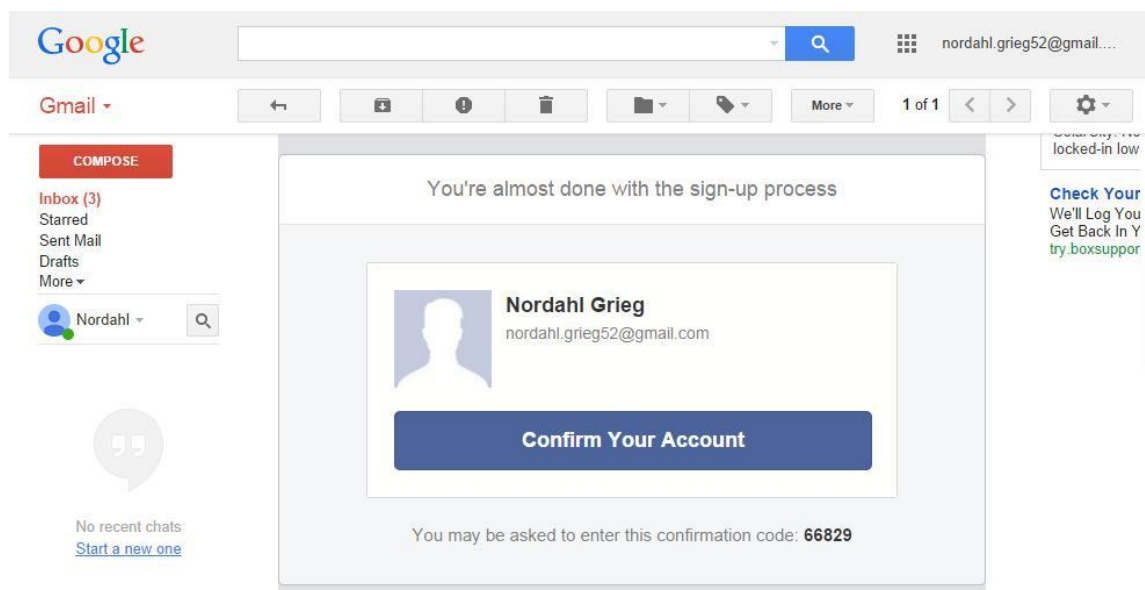 Google
nordahl.grieg52@gmail....
Gmail
More
1 of 1
COMPOSE
Inbox (3)
Starred
Sent Mail
Drafts
More
Nordahl
No recent chats
Start a new one
You're almost done with the sign-up process
Nordahl Grieg
nordahl.grieg52@gmail.com
Confirm Your Account
You may be asked to enter this confirmation code: 66829
locked-in low
Check Your
We'll Log You
Get Back In Y
try.boxsuppor